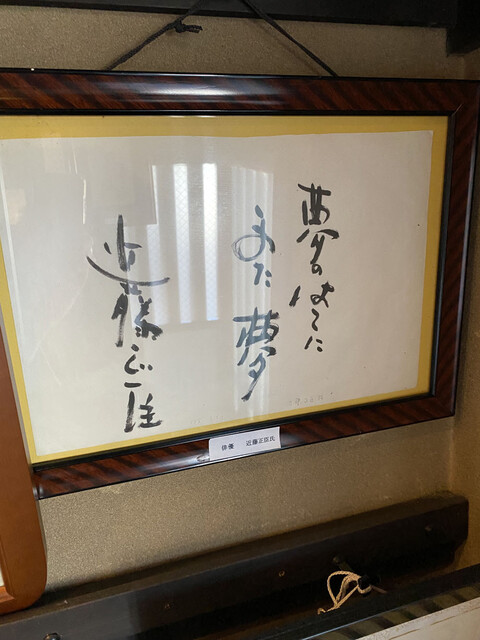 夢のはてに
また夢
近藤正臣
俳優 近藤正臣氏